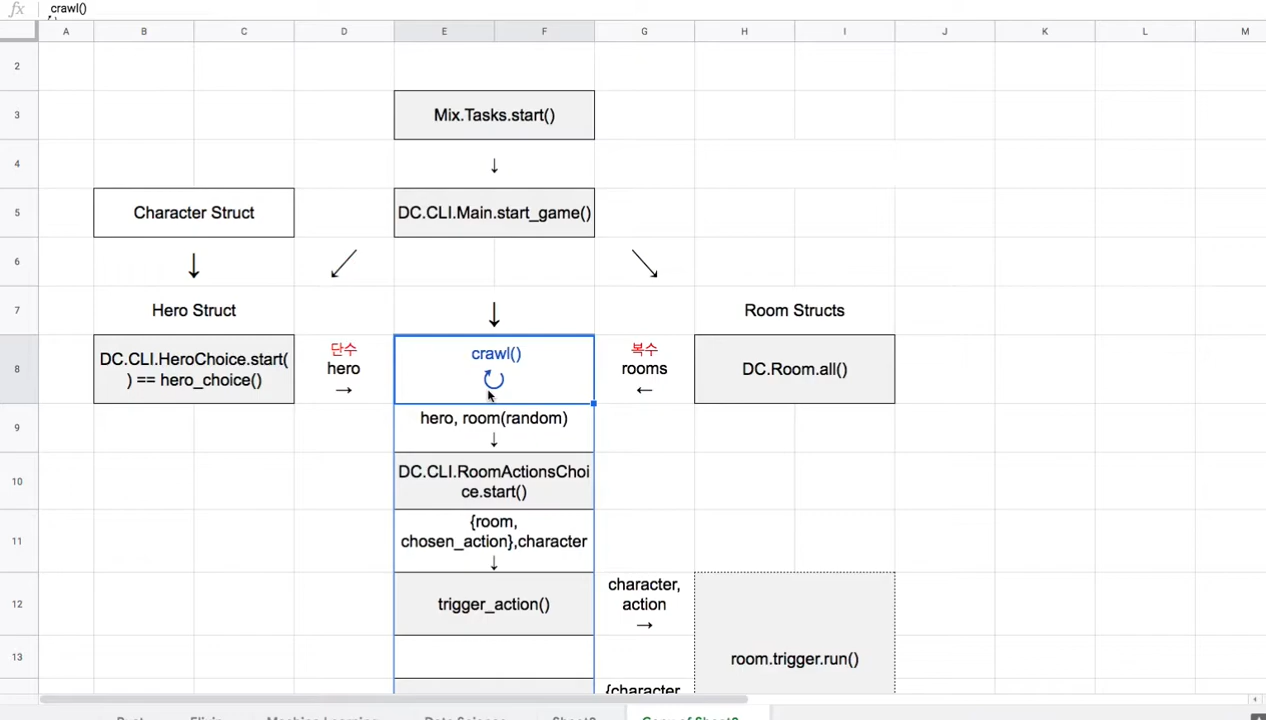 fx crawl()
A B C D E F G H I J K L M
2
3
Mix.Tasks.start()
4
↓
5
Character Struct
DC.CLI.Main.start_game()
6
7
Hero Struct
Room Structs
8
DC.CLI.HeroChoice.start(
) == hero_choice()
단수
hero
→
crawl()
복수
rooms
←
DC.Room.all()
9
hero, room(random)
↓
10
DC.CLI.RoomActionsChoi
ce.start()
11
{room,
chosen_action},character
↓
12
trigger_action()
character,
action
→
13
room.trigger.run()
{character